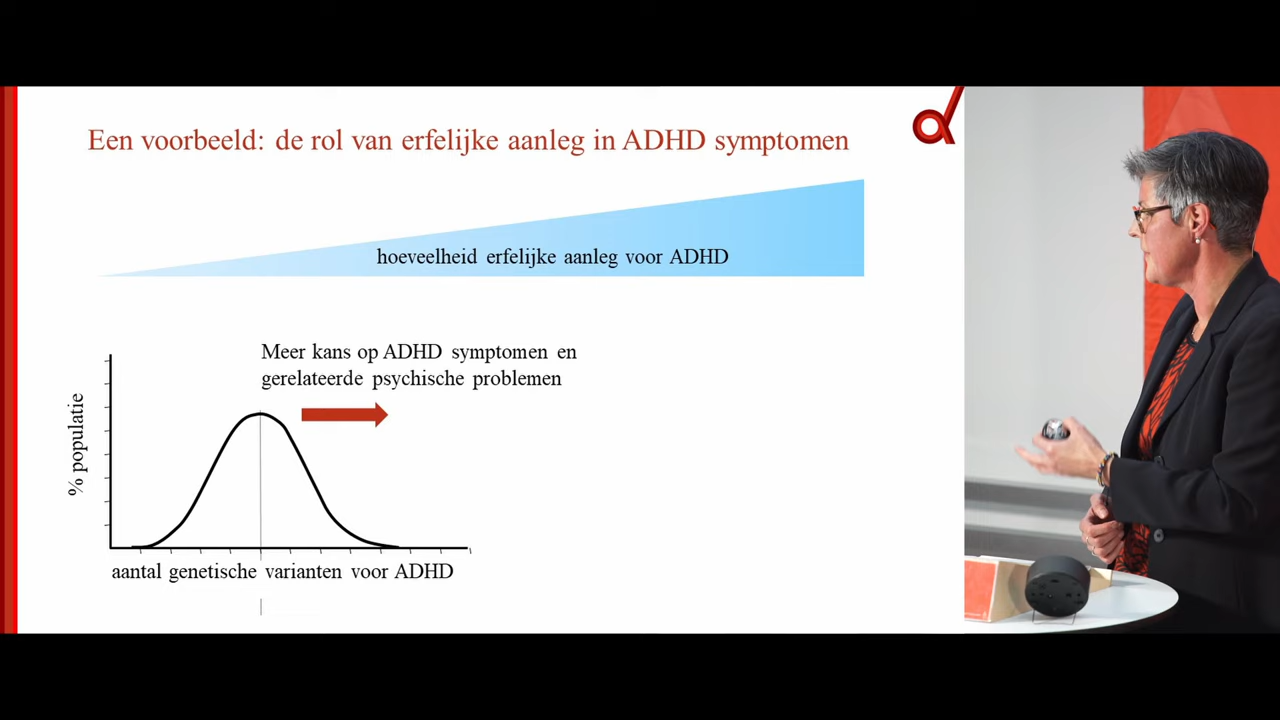 Een voorbeeld: de rol van erfelijke aanleg in ADHD symptomen
hoeveelheid erfelijke aanleg voor ADHD
Meer kans op ADHD symptomen en
gerelateerde psychische problemen
% populatie
aantal genetische varianten voor ADHD